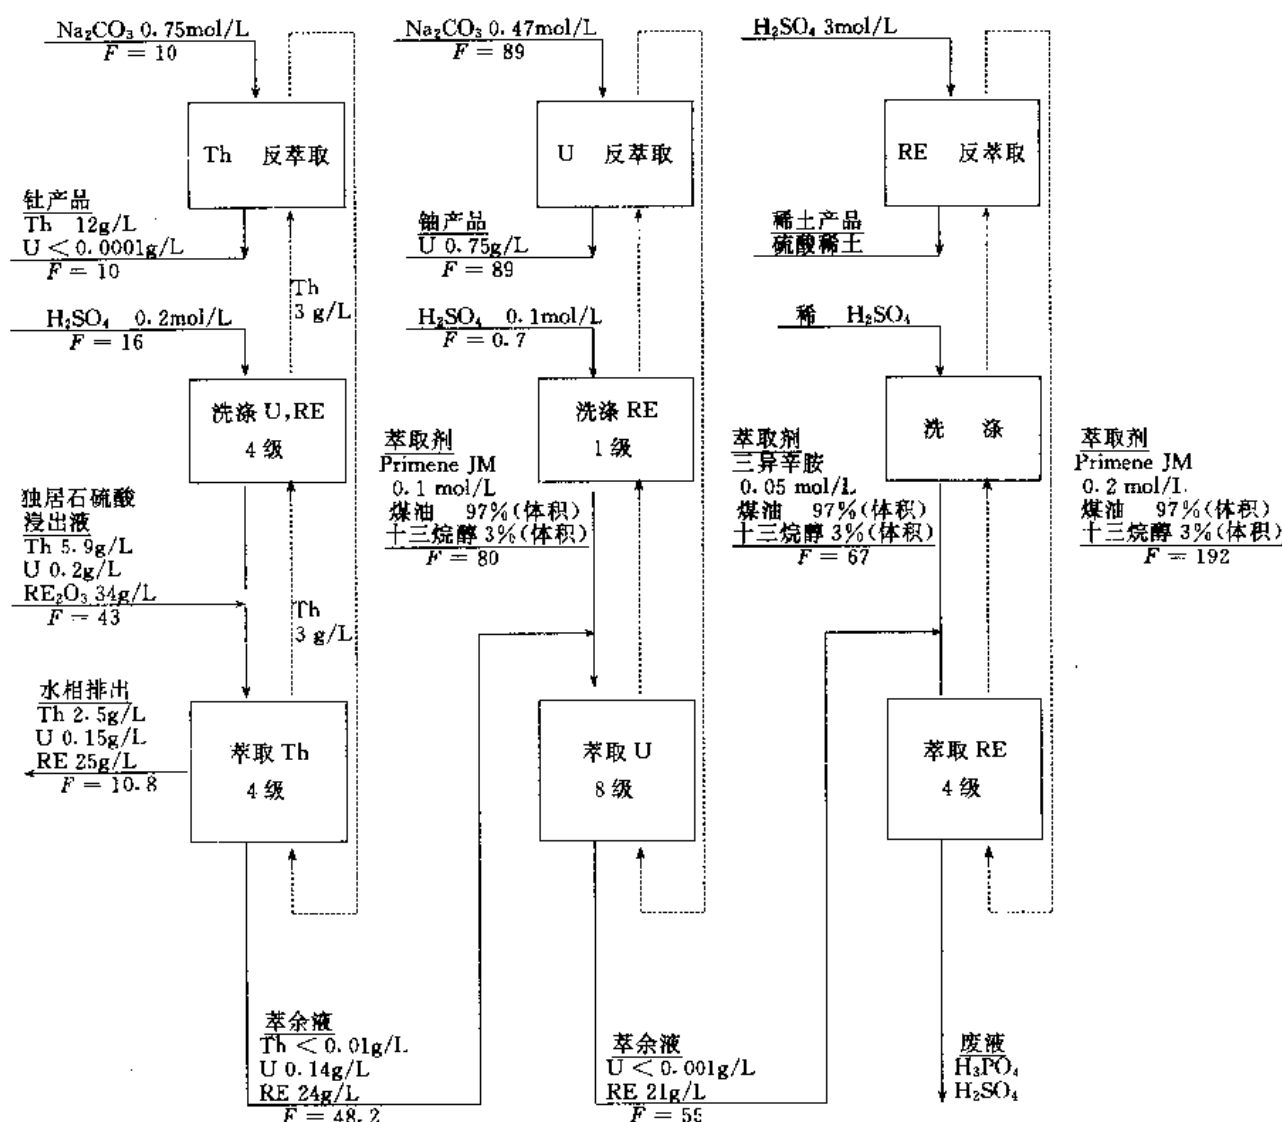 Na₂CO₃ 0.75mol/L
F = 10
Th 反萃取
钍产品
Th 12g/L
U < 0.0001g/L
F = 10
Th
3 g/L
H₂SO₄ 0.2mol/L
F = 16
洗涤 U,RE
4 级
独居石硫酸
浸出液
Th 5.9g/L
U 0.2g/L
RE₂O₃ 34g/L
F = 43
Th
3 g/L
水相排出
Th 2.5g/L
U 0.15g/L
RE 25g/L
F = 10.8
萃取 Th
4 级
萃余液
Th < 0.01g/L
U 0.14g/L
RE 24g/L
F = 48.2
Na₂CO₃ 0.47mol/L
F = 89
U 反萃取
铀产品
U 0.75g/L
F = 89
H₂SO₄ 0.1mol/L
F = 0.7
洗涤 RE
1 级
萃取剂
Primene JM
0.1 mol/L
煤油 97%(体积)
十三烷醇 3%(体积)
F = 80
萃取 U
8 级
萃余液
U < 0.001g/L
RE 21g/L
F = 55
H₂SO₄ 3mol/L
RE 反萃取
稀土产品
硫酸稀土
稀 H₂SO₄
洗 涤
萃取剂
三异辛胺
0.05 mol/L
煤油 97%(体积)
十三烷醇 3%(体积)
F = 67
萃取剂
Primene JM
0.2 mol/L
煤油 97%(体积)
十三烷醇 3%(体积)
F = 192
萃取 RE
4 级
废液
H₃PO₄
H₂SO₄